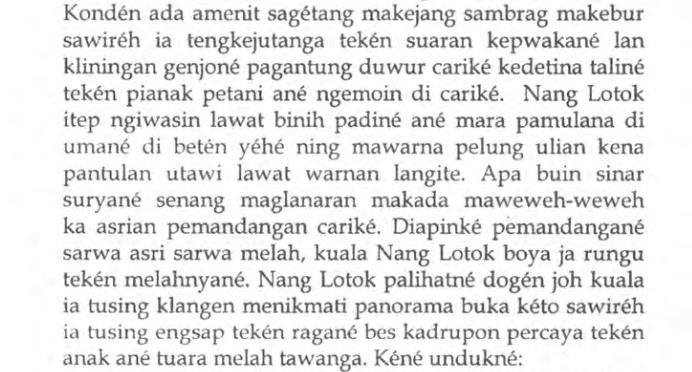 Kondén ada amenit sagétang makejang sambrag makebur
sawiréh ia tengkejutanga tekén suaran kepwakané lan
kliningan genjoné pagantung duwur cariké kedetina taliné
tekén pianak petani ané ngemoin di cariké. Nang Lotok
itep ngiwasin lawat binih padiné ané mara pamulana di
umané di betén yéhé ning mawarna pelung ulian kena
pantulan utawi lawat warnan langite. Apa buin sinar
suryané senang maglanaran makada maweweh-weweh
ka asrian pemandangan cariké. Diapinké pemandangané
sarwa asri sarwa melah, kuala Nang Lotok boya ja rungu
tekén melahnyané. Nang Lotok palihatné dogén joh kuala
ia tusing klangen menikmati panorama buka kéto sawiréh
ia tusing engsap tekén ragané bes kadrupon percaya tekén
anak ané tuara melah tawanga. Kéné undukné: